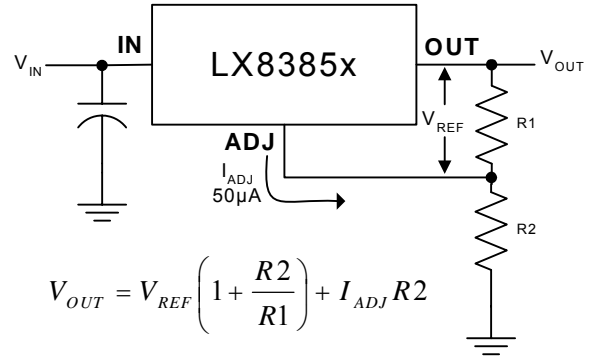 IN
LX8385x
OUT
V_IN
V_OUT
V_REF
R1
ADJ
I_ADJ
50µA
R2
V_OUT = V_REF (1 + R2/R1) + I_ADJ R2